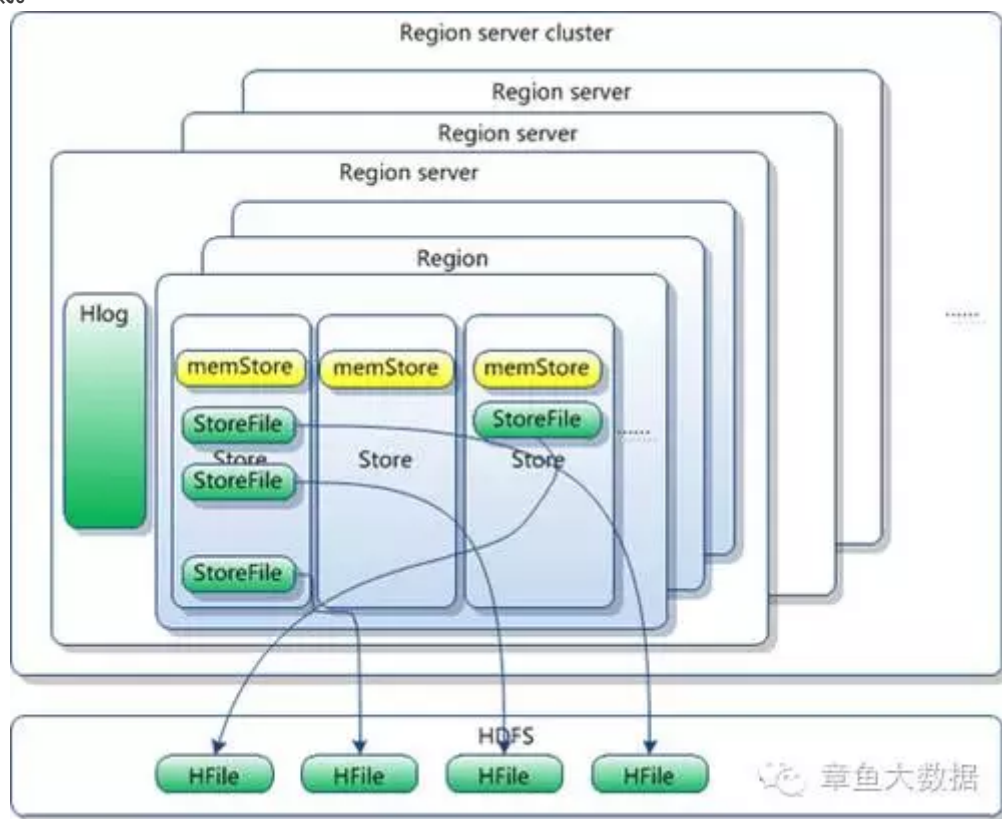 Region server cluster
Region server
Region server
Region server
Region
Hlog
memStore
memStore
memStore
StoreFile
StoreFile
......
Store
Store
Store
StoreFile
StoreFile
......
HDFS
HFile
HFile
HFile
HFile
章鱼大数据